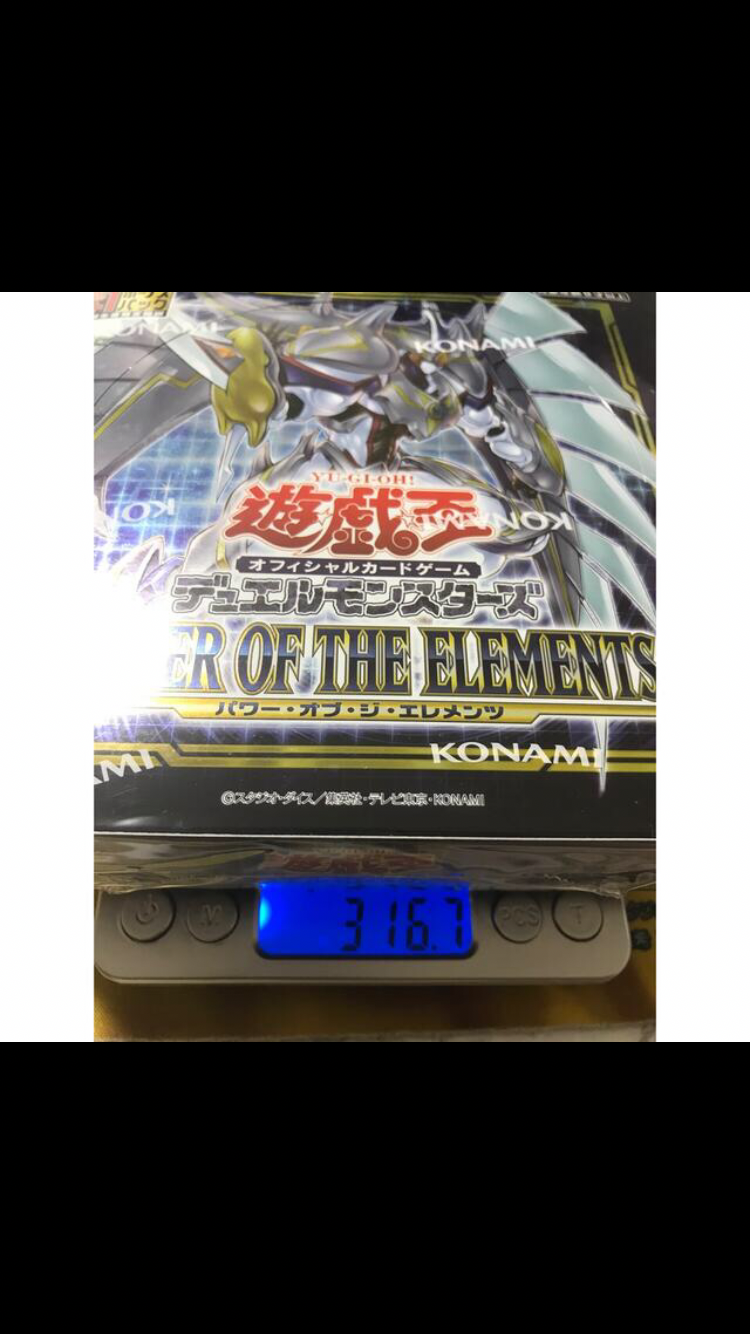 KONAMI
KONAMI
YU-GI-OH!
遊戯王
KONAMI
オフィシャルカードゲーム
デュエルモンスターズ
ER OF THE ELEMENTS
パワー・オブ・ジ・エレメンツ
AMI
KONAMI
©スタジオ・ダイス/集英社・テレビ東京・KONAMI
316.7
M
PCS
T